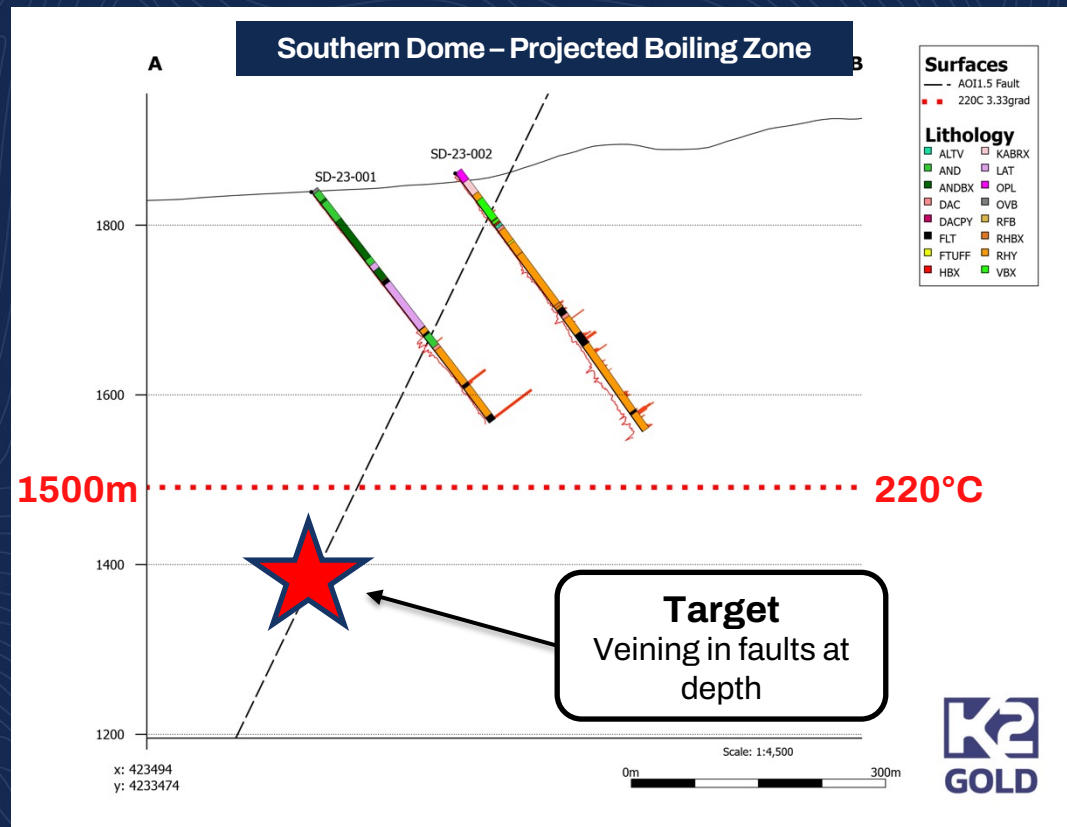 Southern Dome – Projected Boiling Zone
A
B
SD-23-001
SD-23-002
1800
1600
1500m
220°C
1400
1200
Target
Veining in faults at
depth
Surfaces
AOI1.5 Fault
220C 3.33grad
Lithology
ALTV KABRX
AND LAT
ANDBX OPL
DAC OVB
DACPY RFB
FLT RHBX
FTUFF RHY
HBX VBX
x: 423494
y: 4233474
Scale: 1:4,500
0m 300m
K2
GOLD